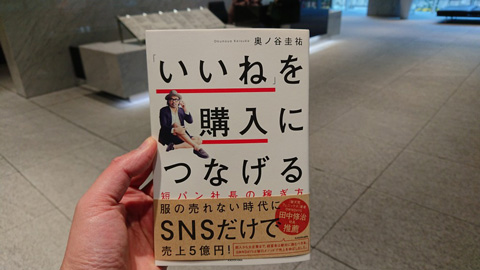 奥ノ谷圭祐
「いいね」を
購入に
つなげる
短パン社長の稼ぎ方
服の売れない時代に
SNSだけで
売上5億円!
田中修治
推薦